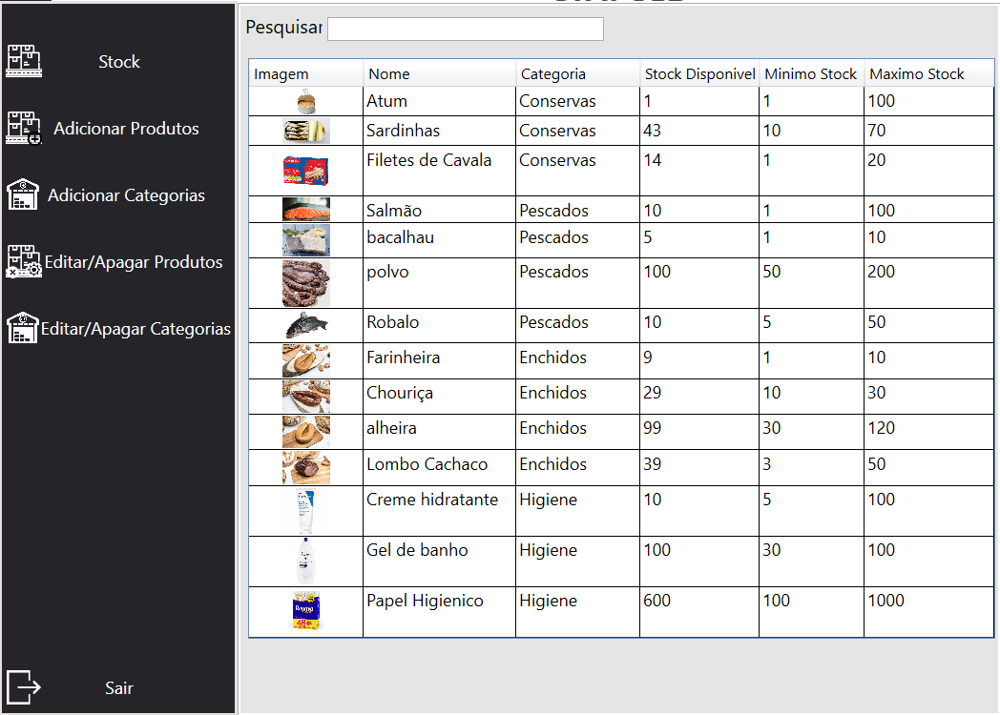 Stock
Adicionar Produtos
Adicionar Categorias
Editar/Apagar Produtos
Editar/Apagar Categorias
Sair
Pesquisar
Imagem Nome Categoria Stock Disponivel Minimo Stock Maximo Stock
Atum Conservas 1 1 100
Sardinhas Conservas 43 10 70
Filetes de Cavala Conservas 14 1 20
Salmão Pescados 10 1 100
bacalhau Pescados 5 1 10
polvo Pescados 100 50 200
Robalo Pescados 10 5 50
Farinheira Enchidos 9 1 10
Chouriça Enchidos 29 10 30
alheira Enchidos 99 30 120
Lombo Cachaco Enchidos 39 3 50
Creme hidratante Higiene 10 5 100
Gel de banho Higiene 100 30 100
Papel Higienico Higiene 600 100 1000